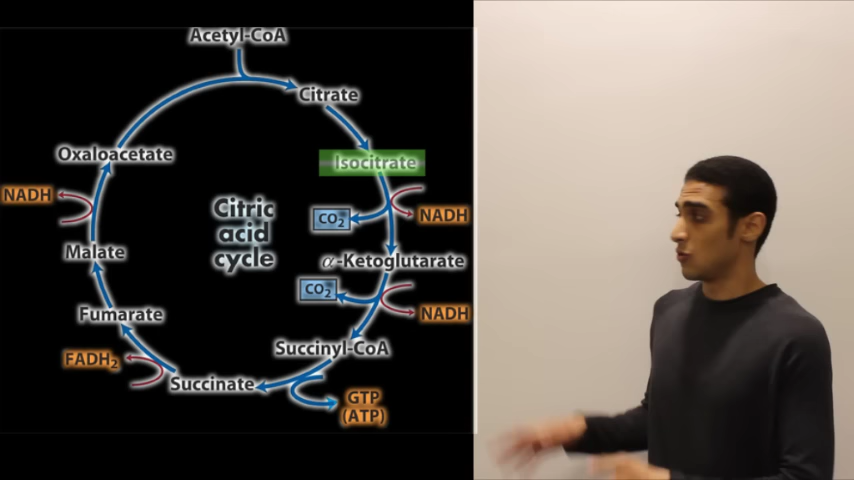 Acetyl-CoA
Citrate
Oxaloacetate
Isocitrate
NADH
CO2
NADH
Citric
acid
cycle
Malate
α-Ketoglutarate
CO2
NADH
Fumarate
Succinyl-CoA
FADH2
Succinate
GTP
(ATP)